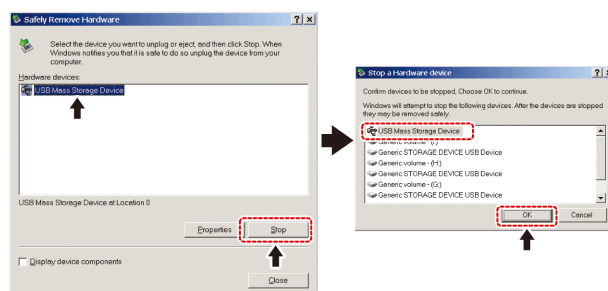 Safely Remove Hardware
Select the device you want to unplug or eject, and then click Stop. When
Windows notifies you that it is safe to do so unplug the device from your
computer.
Hardware devices:
USB Mass Storage Device
USB Mass Storage Device at Location 0
Properties
Stop
Display device components
Close
Stop a Hardware device
Confirm devices to be stopped, Choose OK to continue.
Windows will attempt to stop the following devices. After the devices are stopped
they may be removed safely.
USB Mass Storage Device
Generic volume - (I:)
Generic STORAGE DEVICE USB Device
Generic volume - (H:)
Generic STORAGE DEVICE USB Device
Generic volume - (G:)
Generic STORAGE DEVICE USB Device
OK
Cancel